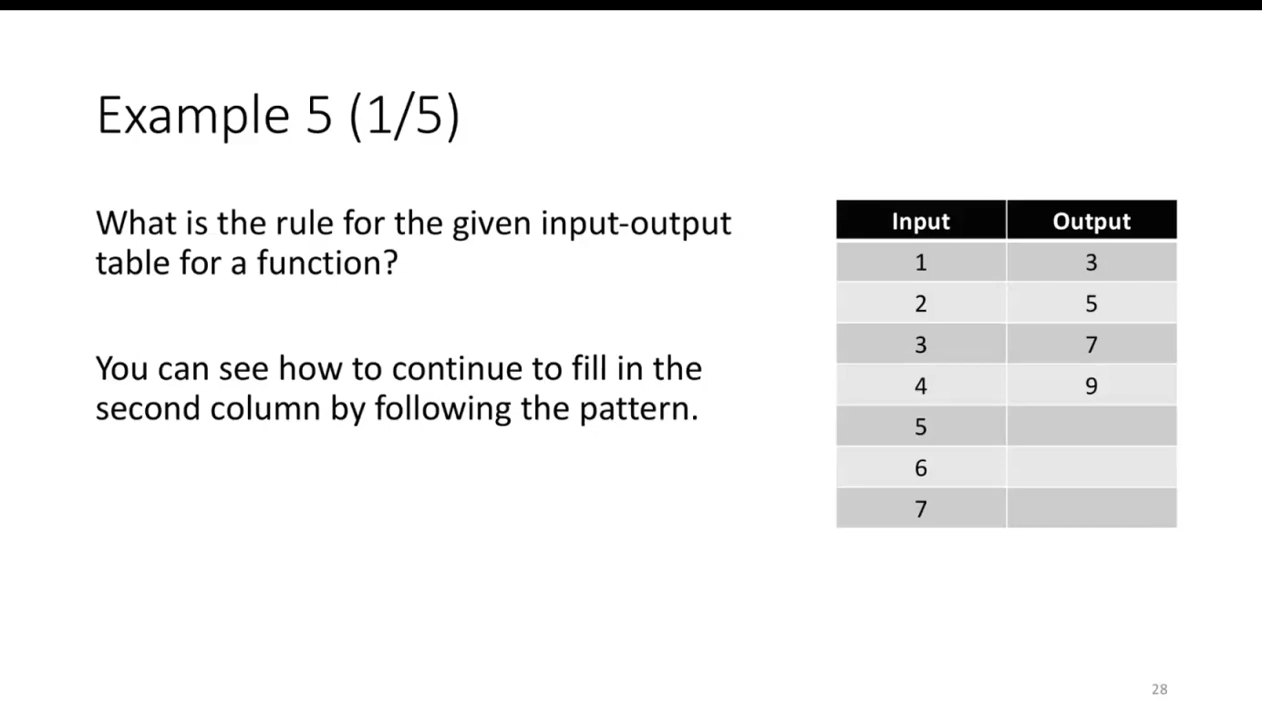 Example 5 (1/5)
What is the rule for the given input-output
table for a function?
You can see how to continue to fill in the
second column by following the pattern.
Input Output
1 3
2 5
3 7
4 9
5
6
7
28